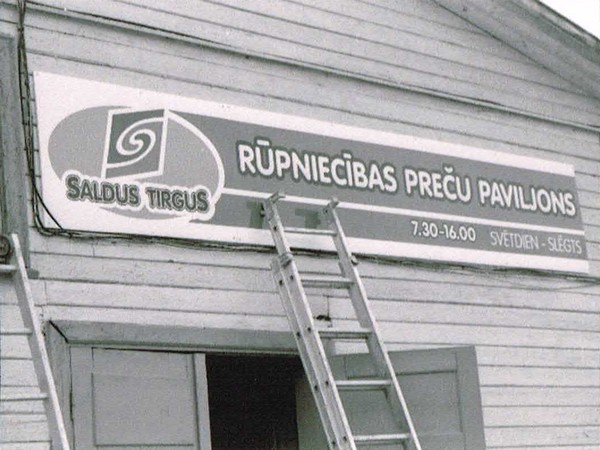 SALDUS TIRGUS
RŪPNIECĪBAS PREČU PAVILJONS
7.30-16.00 SVĒTDIEN - SLĒGTS